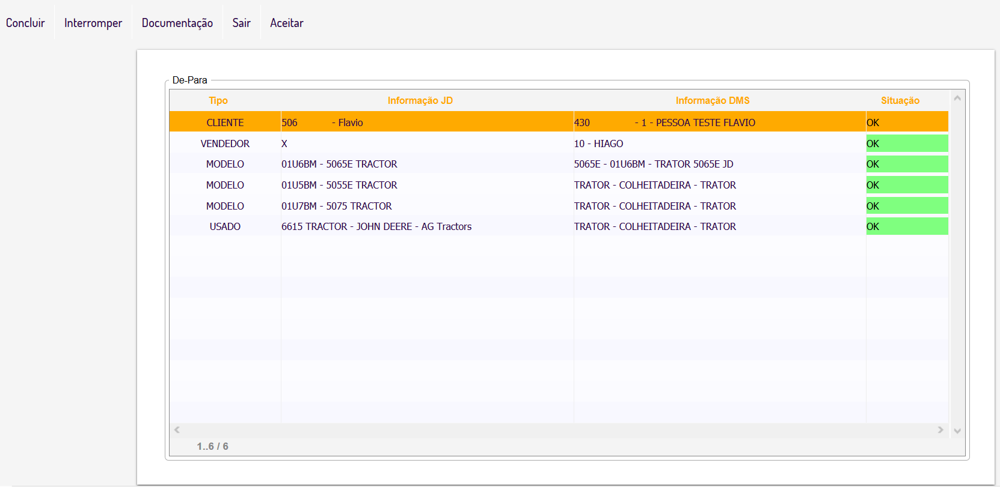 Concluir Interromper Documentação Sair Aceitar
De-Para
Tipo Informação JD Informação DMS Situação
CLIENTE 506 - Flavio 430 - 1 - PESSOA TESTE FLAVIO OK
VENDEDOR X 10 - HIAGO OK
MODELO 01U6BM - 5065E TRACTOR 5065E - 01U6BM - TRATOR 5065E JD OK
MODELO 01U5BM - 5055E TRACTOR TRATOR - COLHEITADEIRA - TRATOR OK
MODELO 01U7BM - 5075 TRACTOR TRATOR - COLHEITADEIRA - TRATOR OK
USADO 6615 TRACTOR - JOHN DEERE - AG Tractors TRATOR - COLHEITADEIRA - TRATOR OK
1..6 / 6